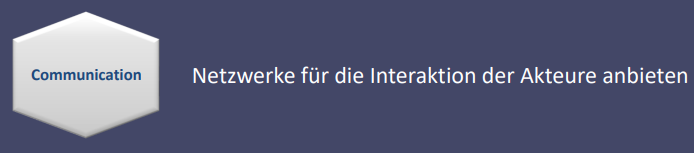 Communication
Netzwerke für die Interaktion der Akteure anbieten